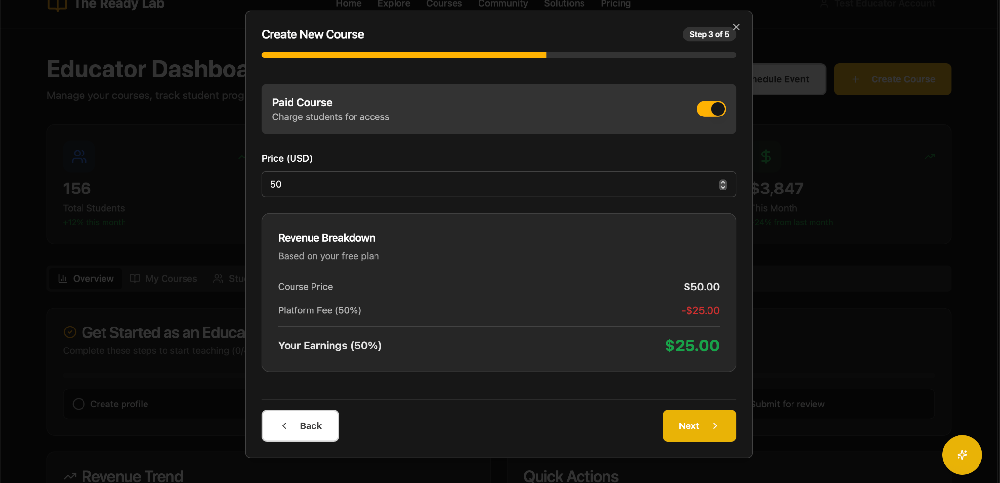 The Ready Lab
Home Explore Courses Community Solutions Pricing
Test Educator Account
Create New Course
Step 3 of 5
Educator Dashboa
Manage your courses, track student prog
hedule Event
Create Course
Paid Course
Charge students for access
Price (USD)
50
156
Total Students
+12% this month
$3,847
This Month
24% from last month
Revenue Breakdown
Based on your free plan
Course Price
$50.00
Platform Fee (50%)
-$25.00
Your Earnings (50%)
$25.00
Overview My Courses Stu
Get Started as an Educa
Complete these steps to start teaching (0/
Create profile
Submit for review
Back
Next
Revenue Trend
Quick Actions